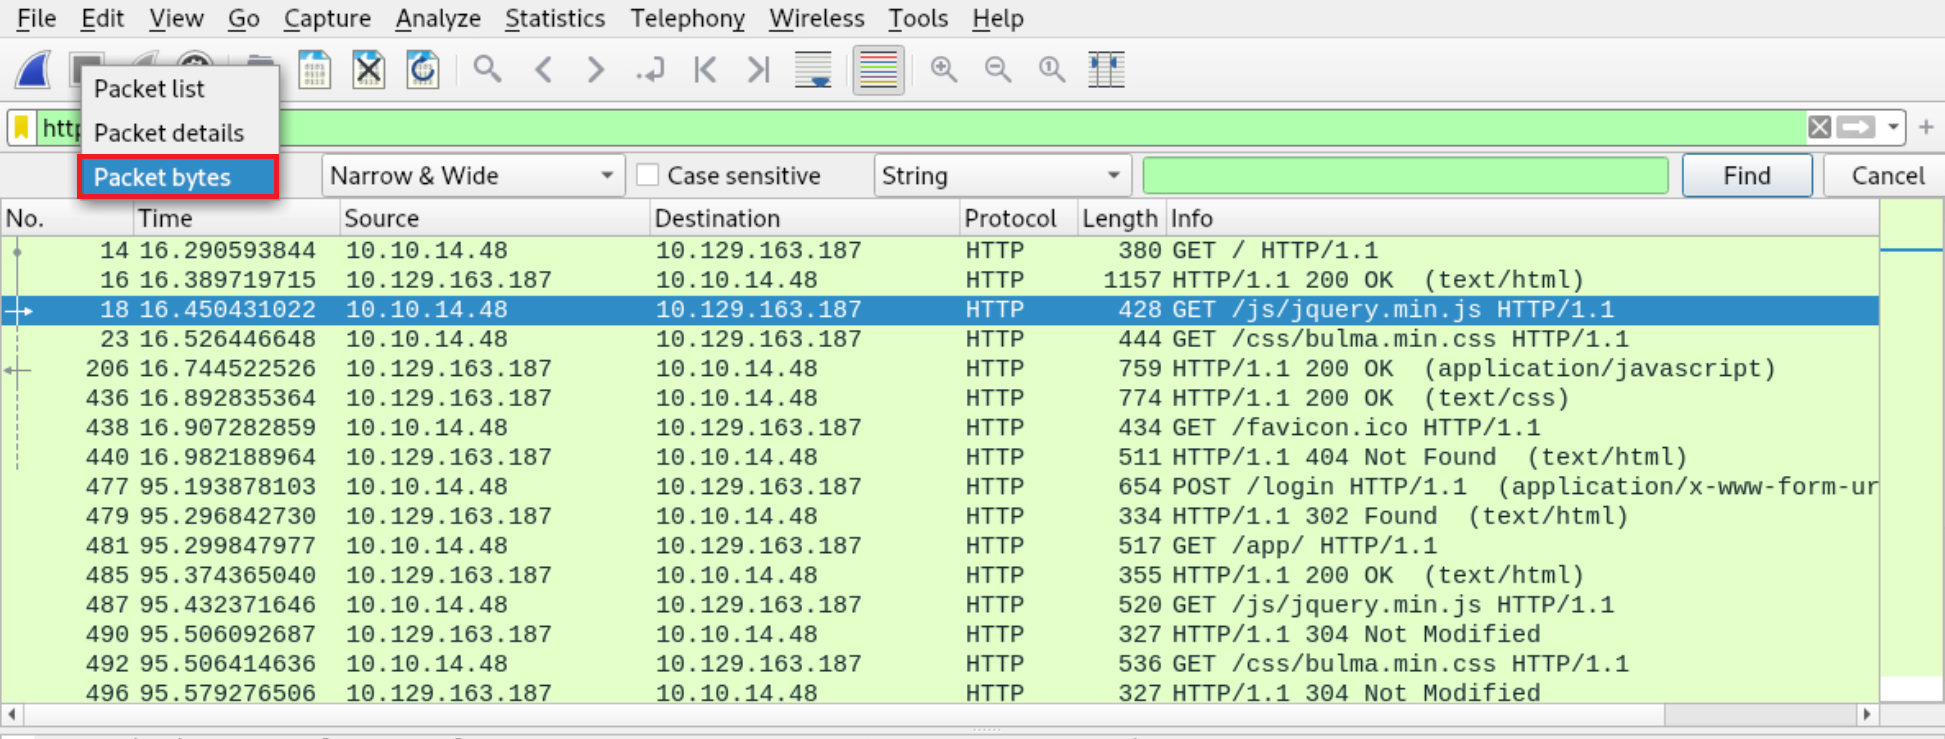 File Edit View Go Capture Analyze Statistics Telephony Wireless Tools Help
Packet list
http
Packet details
Packet bytes Narrow & Wide Case sensitive String Find Cancel
No. Time Source Destination Protocol Length Info
14 16.290593844 10.10.14.48 10.129.163.187 HTTP 380 GET / HTTP/1.1
16 16.389719715 10.129.163.187 10.10.14.48 HTTP 1157 HTTP/1.1 200 OK (text/html)
18 16.450431022 10.10.14.48 10.129.163.187 HTTP 428 GET /js/jquery.min.js HTTP/1.1
23 16.526446648 10.10.14.48 10.129.163.187 HTTP 444 GET /css/bulma.min.css HTTP/1.1
206 16.744522526 10.129.163.187 10.10.14.48 HTTP 759 HTTP/1.1 200 OK (application/javascript)
436 16.892835364 10.129.163.187 10.10.14.48 HTTP 774 HTTP/1.1 200 OK (text/css)
438 16.907282859 10.10.14.48 10.129.163.187 HTTP 434 GET /favicon.ico HTTP/1.1
440 16.982188964 10.129.163.187 10.10.14.48 HTTP 511 HTTP/1.1 404 Not Found (text/html)
477 95.193878103 10.10.14.48 10.129.163.187 HTTP 654 POST /login HTTP/1.1 (application/x-www-form-ur
479 95.296842730 10.129.163.187 10.10.14.48 HTTP 334 HTTP/1.1 302 Found (text/html)
481 95.299847977 10.10.14.48 10.129.163.187 HTTP 517 GET /app/ HTTP/1.1
485 95.374365040 10.129.163.187 10.10.14.48 HTTP 355 HTTP/1.1 200 OK (text/html)
487 95.432371646 10.10.14.48 10.129.163.187 HTTP 520 GET /js/jquery.min.js HTTP/1.1
490 95.506092687 10.129.163.187 10.10.14.48 HTTP 327 HTTP/1.1 304 Not Modified
492 95.506414636 10.10.14.48 10.129.163.187 HTTP 536 GET /css/bulma.min.css HTTP/1.1
496 95.579276506 10.129.163.187 10.10.14.48 HTTP 327 HTTP/1.1 304 Not Modified